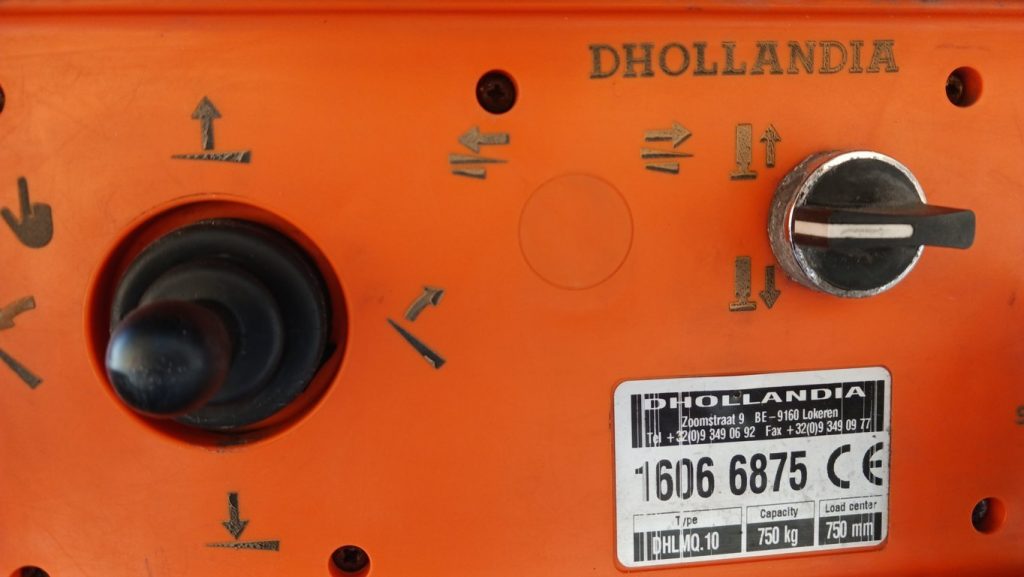 DHOLLANDIA
DHOLLANDIA
Zoomstraat 9 BE-9160 Lokeren
Tel +32(0)9 349 06 92 Fax +32(0)9 349 09 77
1606 6875 CE
Type Capacity Load center
DHLMQ.10 750 kg 750 mm